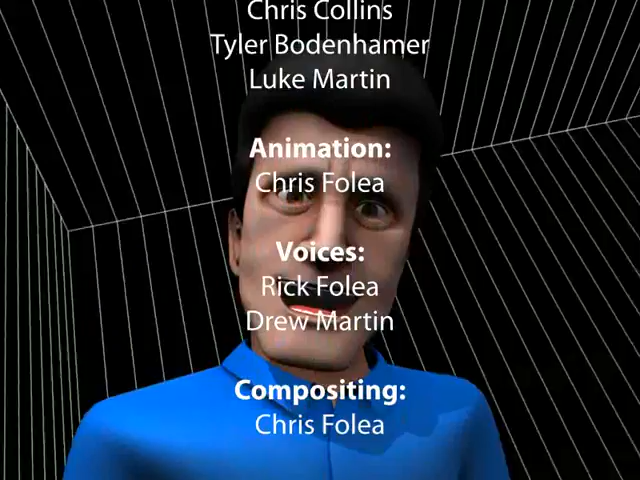 Chris Collins
Tyler Bodenhamer
Luke Martin
Animation:
Chris Folea
Voices:
Rick Folea
Drew Martin
Compositing:
Chris Folea